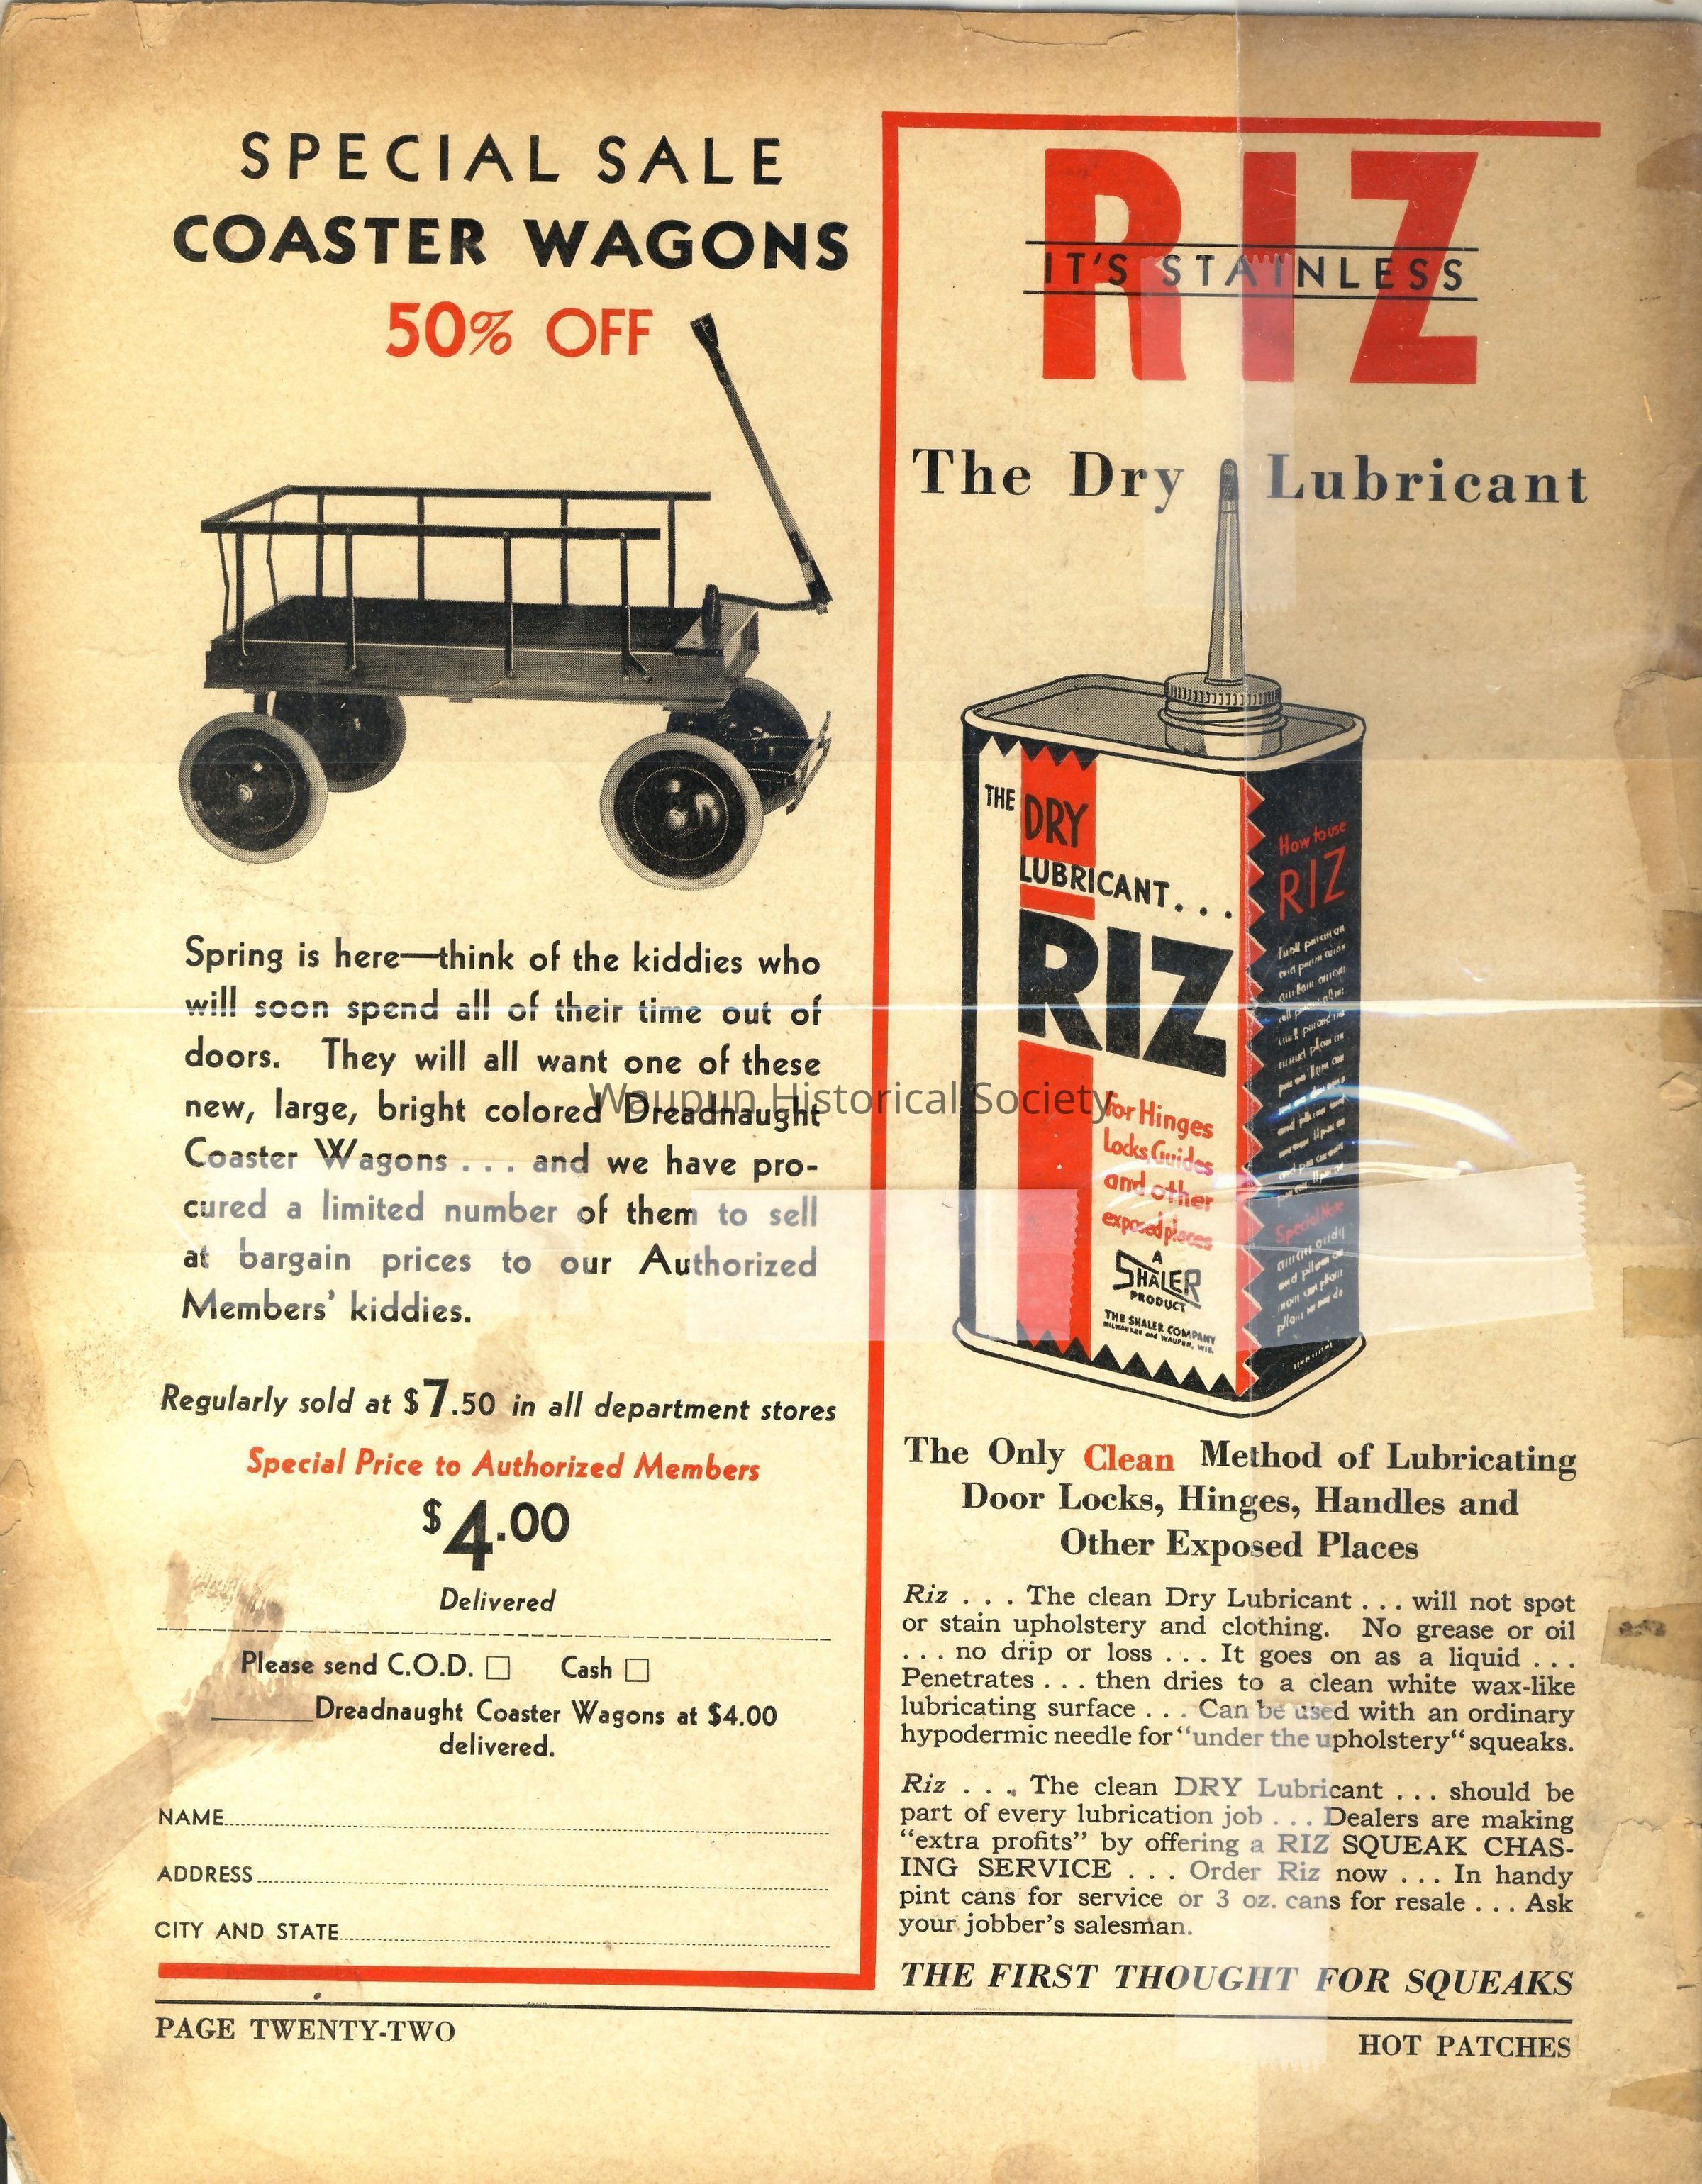 SPECIAL SALE
COASTER WAGONS
50% OFF
Spring is here—think of the kiddies who
will soon spend all of their time out of
doors. They will all want one of these
new, large, bright colored Dreadnaught
Coaster Wagons . . . and we have pro-
cured a limited number of them to sell
at bargain prices to our Authorized
Members' kiddies.
Regularly sold at $7.50 in all department stores
Special Price to Authorized Members
$4.00
Delivered
Please send C.O.D. □ Cash □
______Dreadnaught Coaster Wagons at $4.00
delivered.
NAME
ADDRESS
CITY AND STATE
PAGE TWENTY-TWO
RIZ
IT'S STAINLESS
The Dry Lubricant
THE
DRY
LUBRICANT...
RIZ
for Hinges
Locks, Guides
and other
exposed places
A
SHALER
PRODUCT
THE SHALER COMPANY
MILWAUKEE and WAUPUN, WIS.
How to use
RIZ
Special Note
The Only Clean Method of Lubricating
Door Locks, Hinges, Handles and
Other Exposed Places
Riz . . . The clean Dry Lubricant . . . will not spot
or stain upholstery and clothing. No grease or oil
. . . no drip or loss . . . It goes on as a liquid . . .
Penetrates . . . then dries to a clean white wax-like
lubricating surface . . . Can be used with an ordinary
hypodermic needle for "under the upholstery" squeaks.
Riz . . . The clean DRY Lubricant . . . should be
part of every lubrication job . . . Dealers are making
"extra profits" by offering a RIZ SQUEAK CHAS-
ING SERVICE . . . Order Riz now . . . In handy
pint cans for service or 3 oz. cans for resale . . . Ask
your jobber's salesman.
THE FIRST THOUGHT FOR SQUEAKS
HOT PATCHES
Waupun Historical Society